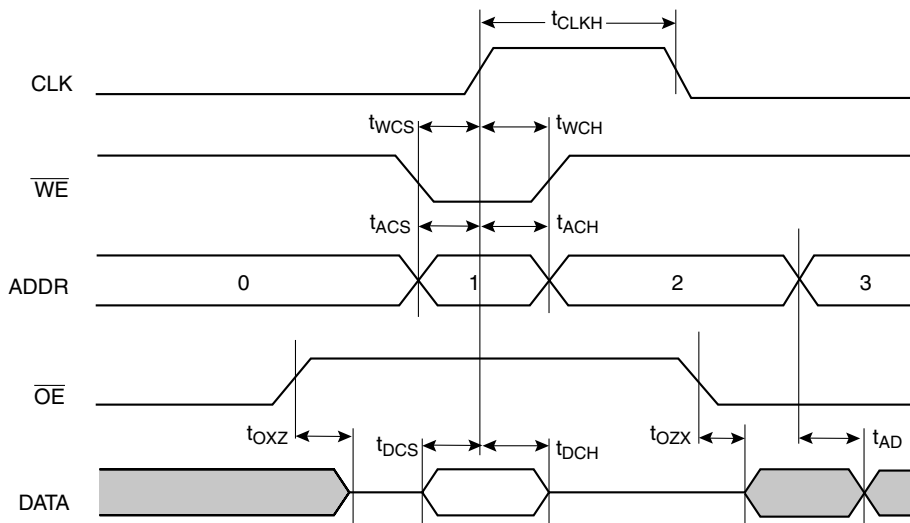 tCLKH
CLK
tWCS tWCH
WE
tACS tACH
ADDR 0 1 2 3
OE
tOXZ tDCS tDCH tOZX tAD
DATA